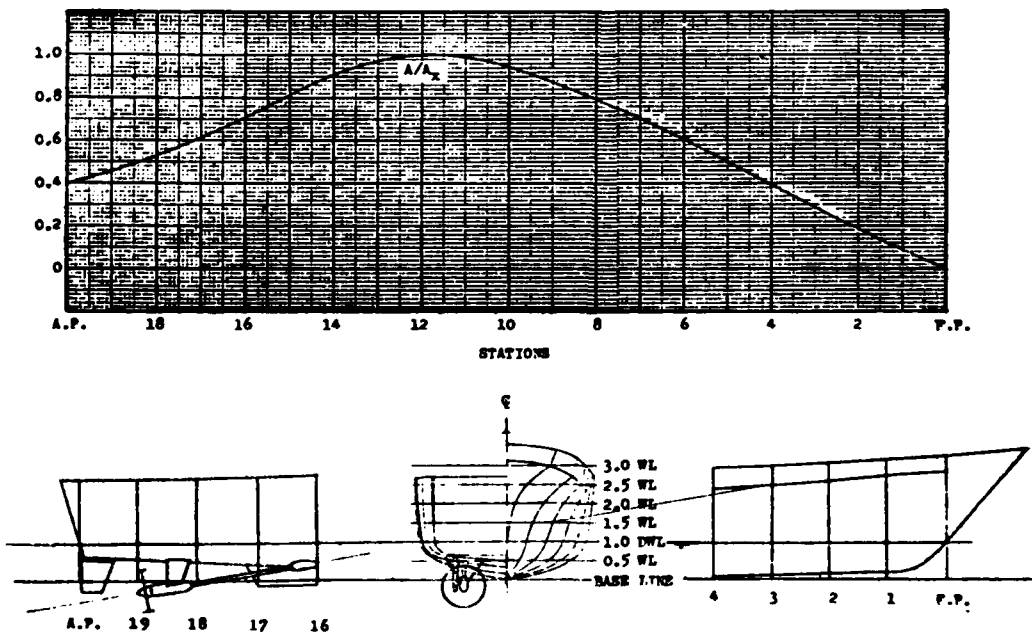 1.0
A/Ax
0.8
0.6
0.4
0.2
0
A.P. 18 16 14 12 10 8 6 4 2 F.P.
STATIONS
℄
3.0 WL
2.5 WL
2.0 WL
1.5 WL
1.0 DWL
0.5 WL
BASE LINE
4 3 2 1 F.P.
A.P. 19 18 17 16